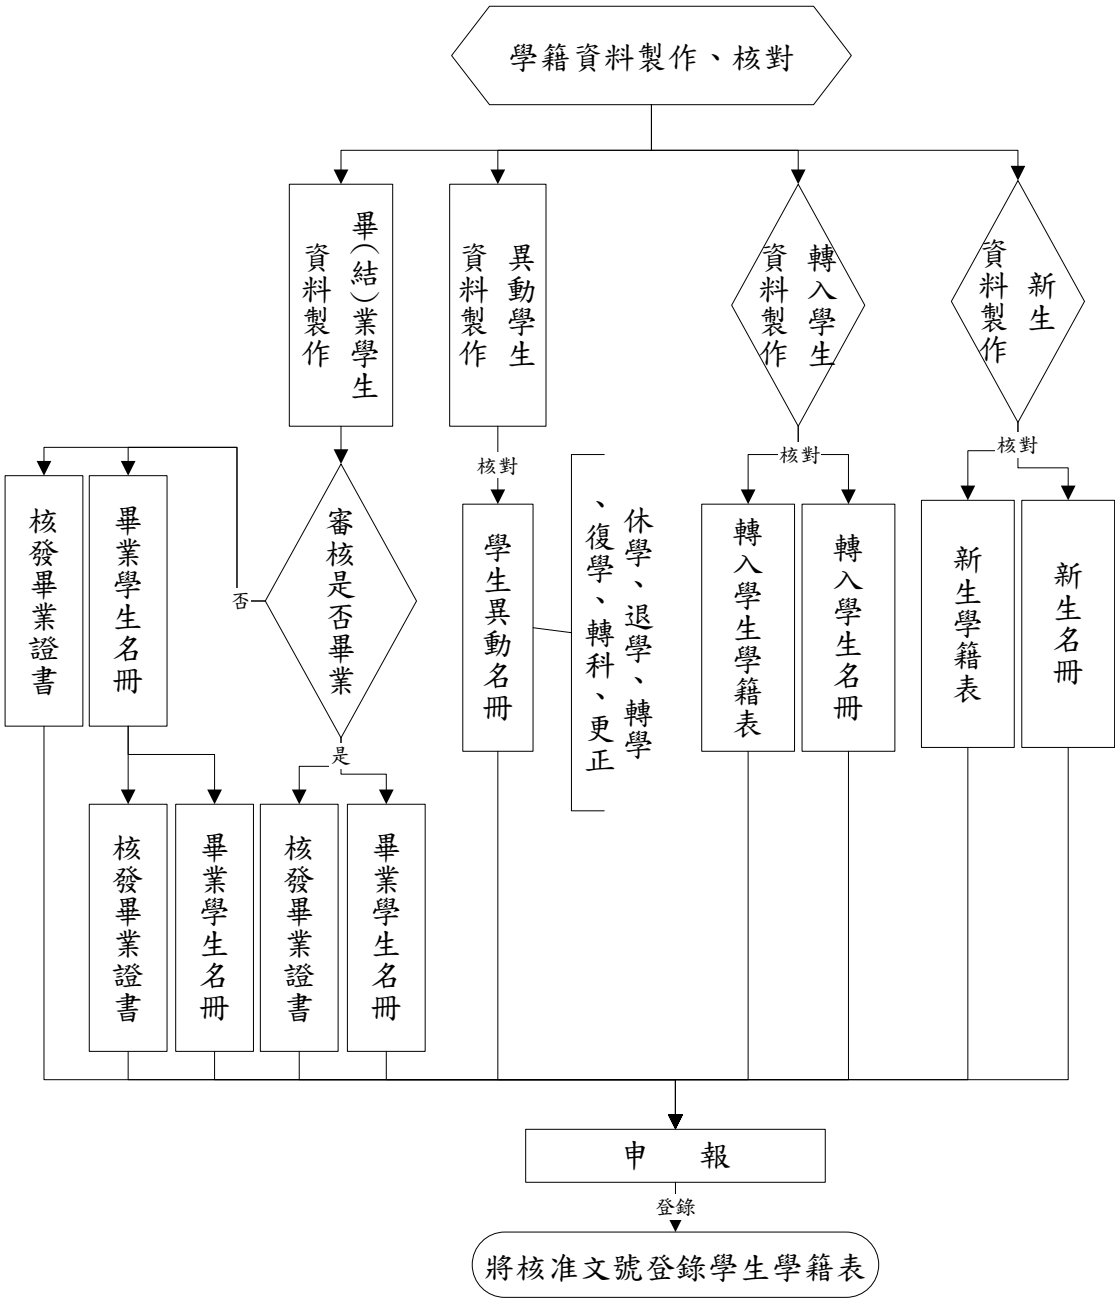 學籍資料製作、核對
畢(結)業學生
資料製作
異動學生
資料製作
轉入學生
資料製作
新生
資料製作
核對
核對
核對
核發畢業證書
畢業學生名冊
否
審核是否畢業
是
學生異動名冊
休學、退學、轉學
、復學、轉科、更正
轉入學生學籍表
轉入學生名冊
新生學籍表
新生名冊
核發畢業證書
畢業學生名冊
核發畢業證書
畢業學生名冊
申　報
登錄
將核准文號登錄學生學籍表